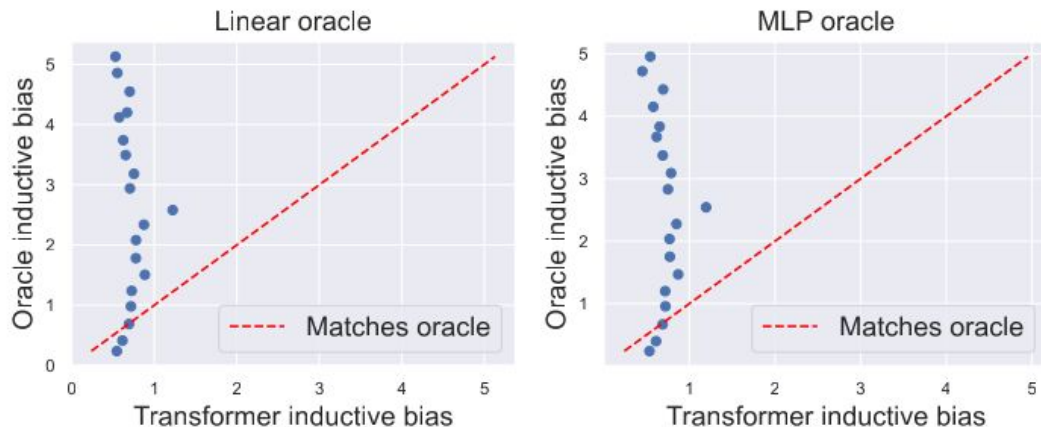 Linear oracle
Oracle inductive bias
5
4
3
2
1
0
0 1 2 3 4 5
Transformer inductive bias
Matches oracle
MLP oracle
Oracle inductive bias
5
4
3
2
1
1 2 3 4 5
Transformer inductive bias
Matches oracle